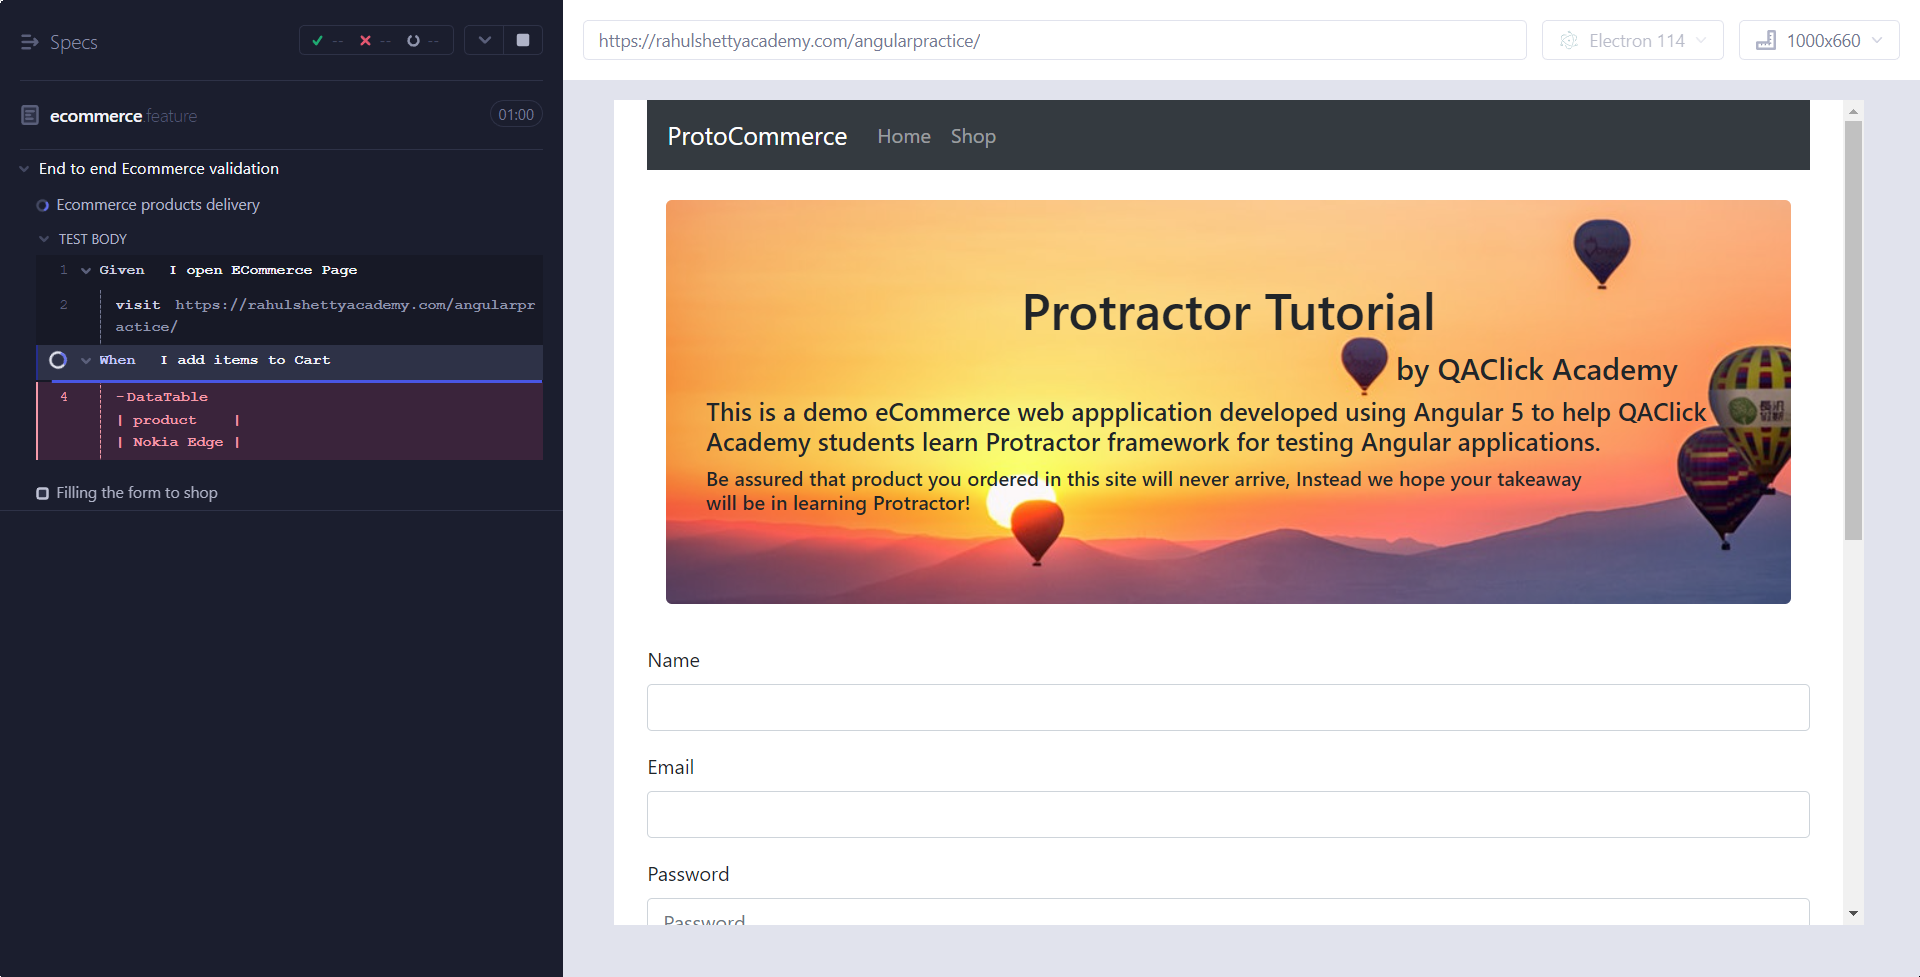 Specs
-- -- --
ecommerce.feature
01:00
End to end Ecommerce validation
Ecommerce products delivery
TEST BODY
1 Given I open ECommerce Page
2 visit https://rahulshettyacademy.com/angularpr
actice/
When I add items to Cart
4 -DataTable
| product |
| Nokia Edge |
Filling the form to shop
https://rahulshettyacademy.com/angularpractice/
Electron 114
1000x660
ProtoCommerce Home Shop
Protractor Tutorial
by QAClick Academy
This is a demo eCommerce web appplication developed using Angular 5 to help QAClick
Academy students learn Protractor framework for testing Angular applications.
Be assured that product you ordered in this site will never arrive, Instead we hope your takeaway
will be in learning Protractor!
Name
Email
Password
Password